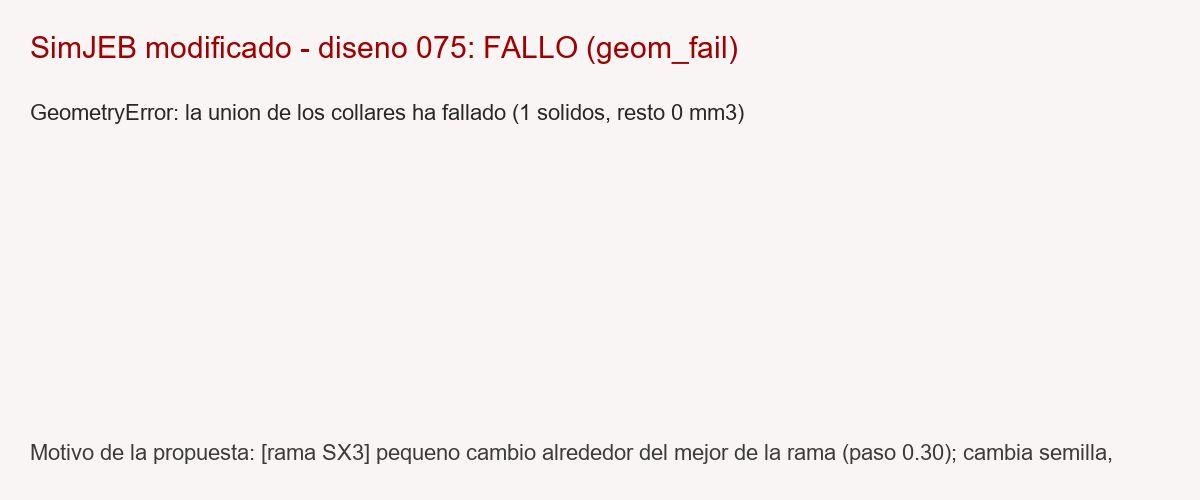 SimJEB modificado - diseno 075: FALLO (geom_fail)
GeometryError: la union de los collares ha fallado (1 solidos, resto 0 mm3)
Motivo de la propuesta: [rama SX3] pequeno cambio alrededor del mejor de la rama (paso 0.30); cambia semilla,